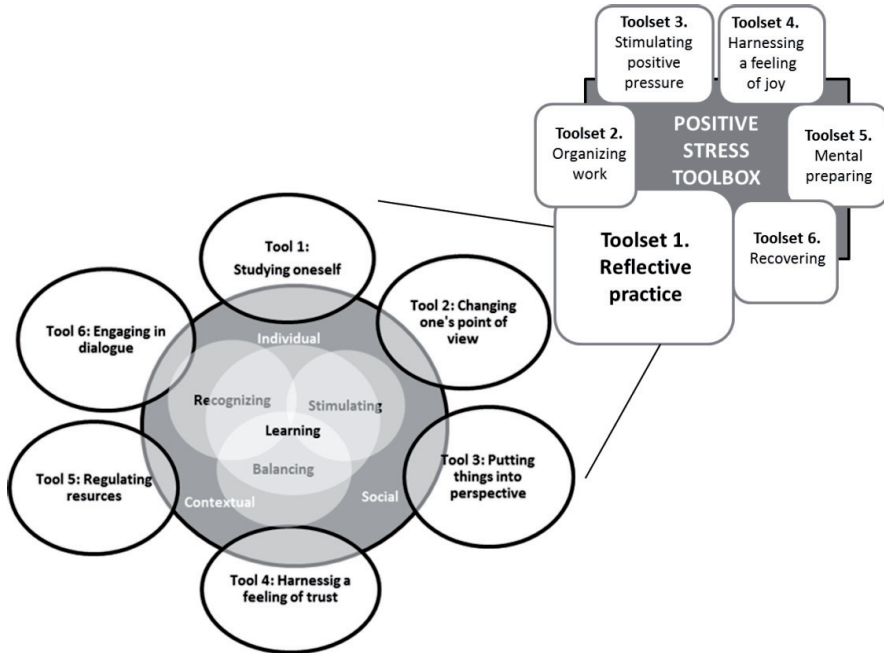 Toolset 3.
Stimulating
positive
pressure
Toolset 4.
Harnessing
a feeling
of joy
Toolset 2.
Organizing
work
POSITIVE
STRESS
TOOLBOX
Toolset 5.
Mental
preparing
Toolset 1.
Reflective
practice
Toolset 6.
Recovering
Tool 1:
Studying oneself
Tool 2: Changing
one's point of
view
Tool 6: Engaging in
dialogue
Individual
Recognizing
Stimulating
Learning
Balancing
Contextual
Social
Tool 3: Putting
things into
perspective
Tool 5: Regulating
resurces
Tool 4: Harnessig a
feeling of trust